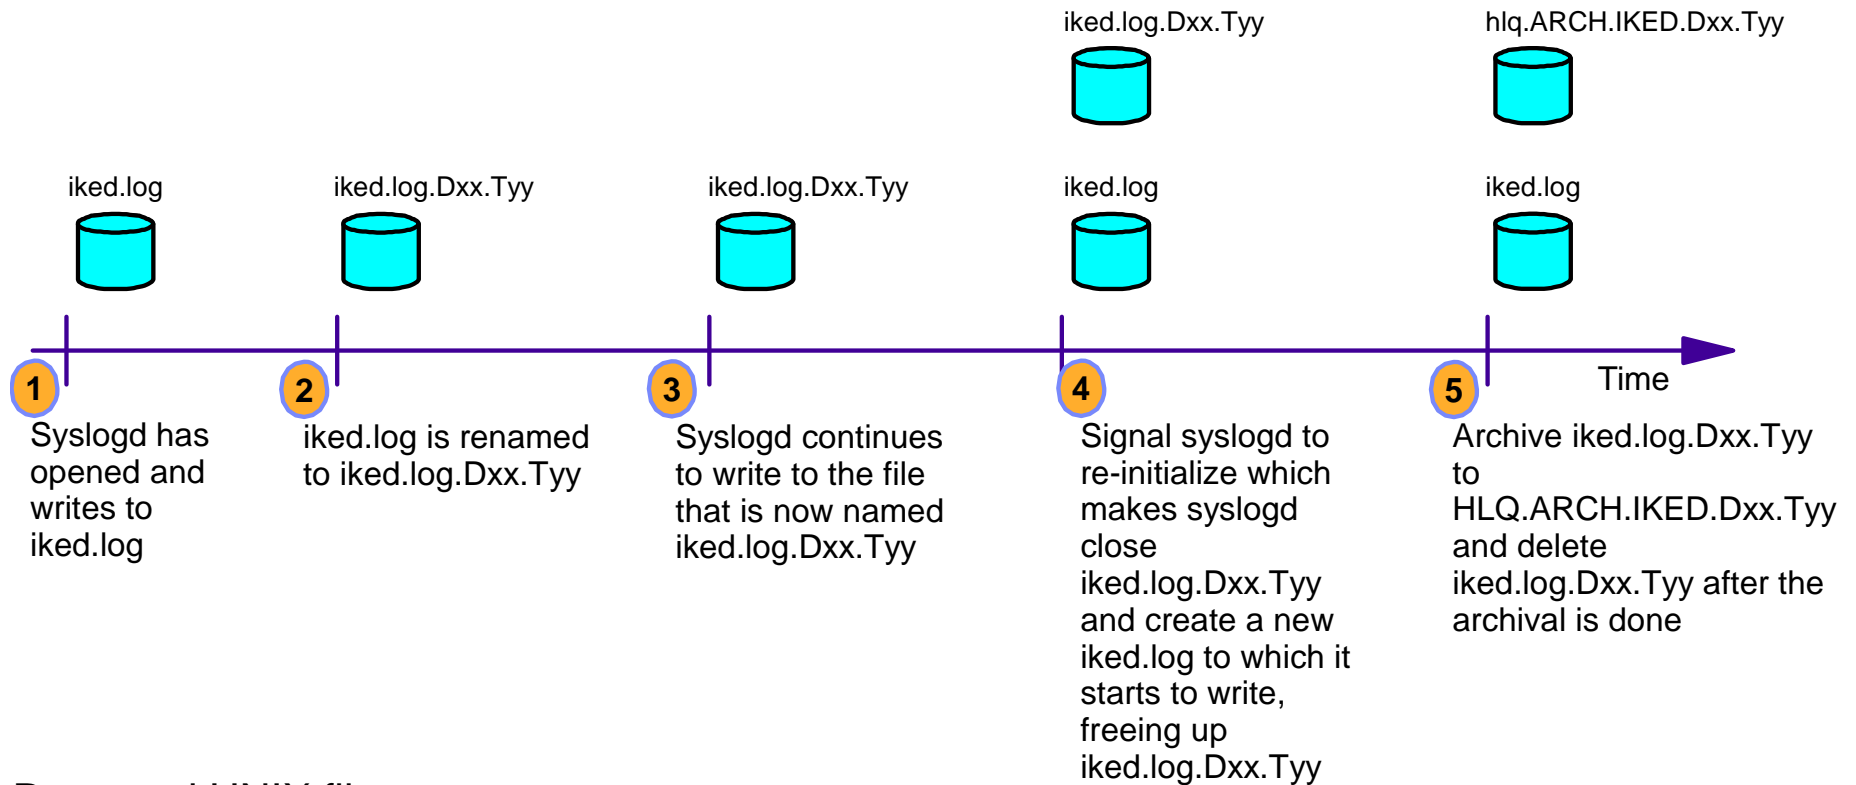 iked.log.Dxx.Tyy
hlq.ARCH.IKED.Dxx.Tyy
iked.log
iked.log.Dxx.Tyy
iked.log.Dxx.Tyy
iked.log
iked.log
Time
1
Syslogd has
opened and
writes to
iked.log
2
iked.log is renamed
to iked.log.Dxx.Tyy
3
Syslogd continues
to write to the file
that is now named
iked.log.Dxx.Tyy
4
Signal syslogd to
re-initialize which
makes syslogd
close
iked.log.Dxx.Tyy
and create a new
iked.log to which it
starts to write,
freeing up
iked.log.Dxx.Tyy
5
Archive iked.log.Dxx.Tyy
to
HLQ.ARCH.IKED.Dxx.Tyy
and delete
iked.log.Dxx.Tyy after the
archival is done